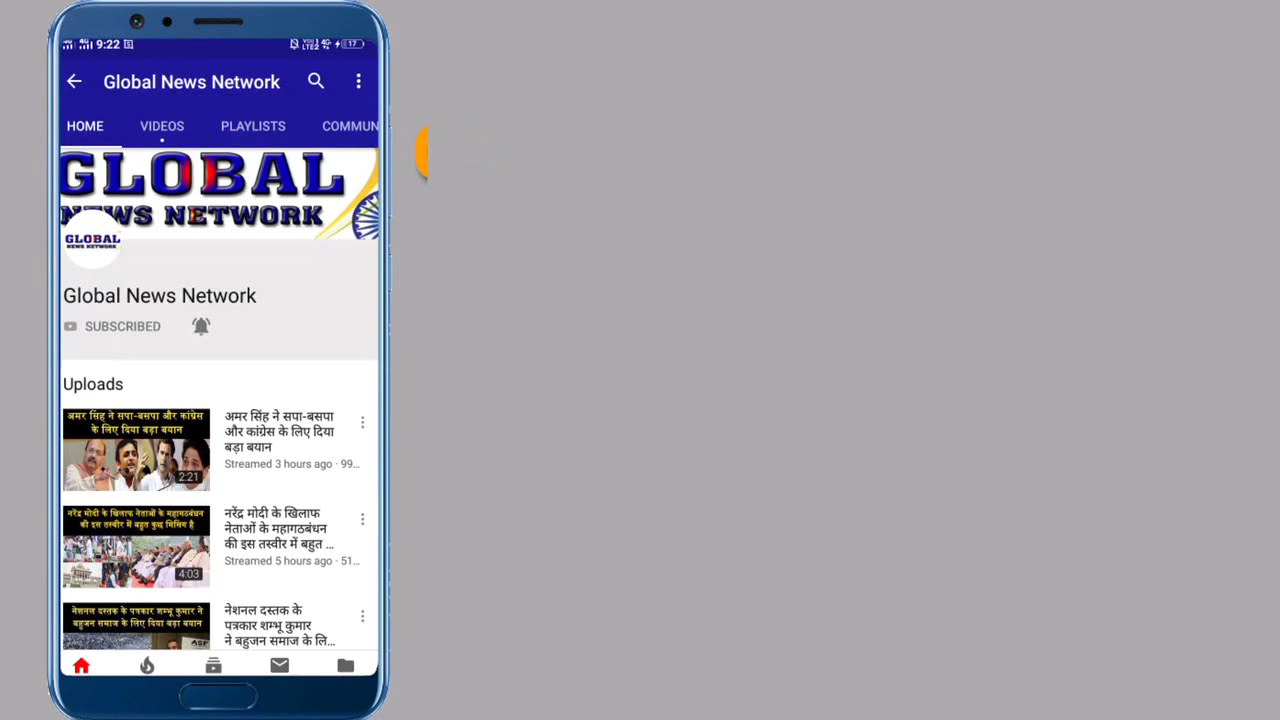 9:22
VoLTE LTE2 4G 17
Global News Network
HOME VIDEOS PLAYLISTS COMMUN
GLOBAL
NEWS NETWORK
GLOBAL
NEWS NETWORK
Global News Network
SUBSCRIBED
Uploads
अमर सिंह ने सपा-बसपा और कांग्रेस
के लिए दिया बड़ा बयान
2:21
अमर सिंह ने सपा-बसपा
और कांग्रेस के लिए दिया
बड़ा बयान
Streamed 3 hours ago · 99...
नरेंद्र मोदी के खिलाफ नेताओं के महागठबंधन
की इस तस्वीर में बहुत कुछ मिसिंग है
4:03
नरेंद्र मोदी के खिलाफ
नेताओं के महागठबंधन
की इस तस्वीर में बहुत ...
Streamed 5 hours ago · 51...
नेशनल दस्तक के पत्रकार शम्भू कुमार ने
बहुजन समाज के लिए दिया बड़ा बयान
नेशनल दस्तक के
पत्रकार शम्भू कुमार
ने बहुजन समाज के लि...